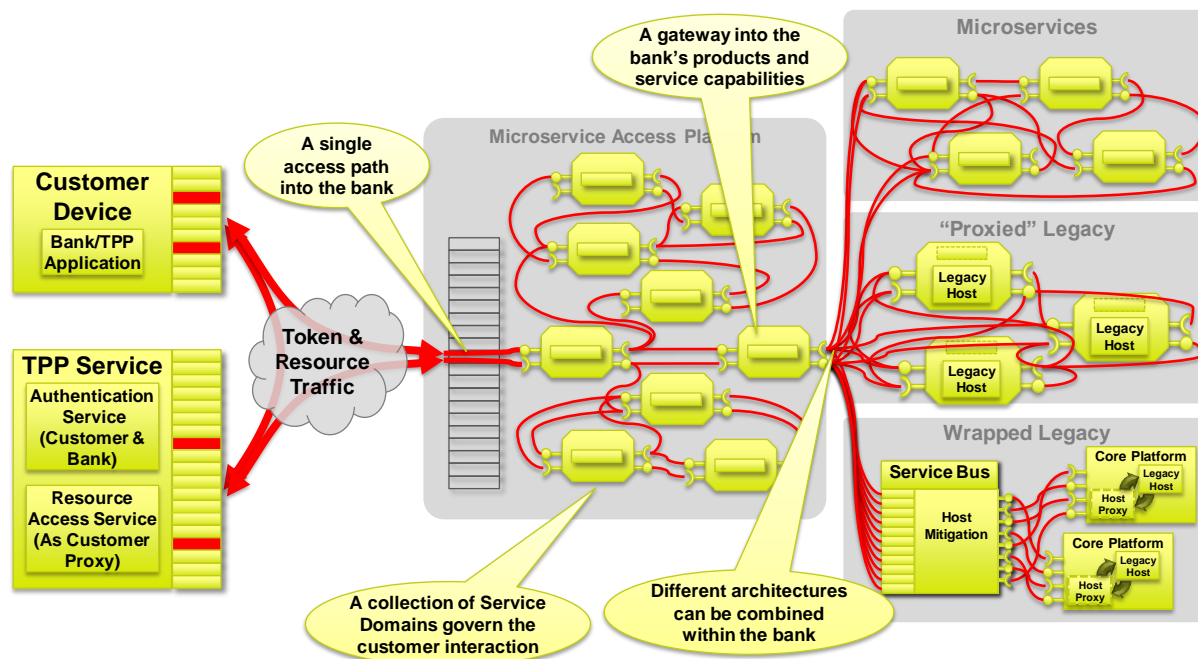 A gateway into the
bank's products and
service capabilities
Microservices
Microservice Access Platform
A single
access path
into the bank
Customer
Device
Bank/TPP
Application
TPP Service
Authentication
Service
(Customer &
Bank)
Resource
Access Service
(As Customer
Proxy)
Token &
Resource
Traffic
"Proxied" Legacy
Legacy
Host
Legacy
Host
Legacy
Host
Wrapped Legacy
Service Bus
Host
Mitigation
Core Platform
Legacy
Host
Host
Proxy
Core Platform
Legacy
Host
Host
Proxy
A collection of Service
Domains govern the
customer interaction
Different architectures
can be combined
within the bank